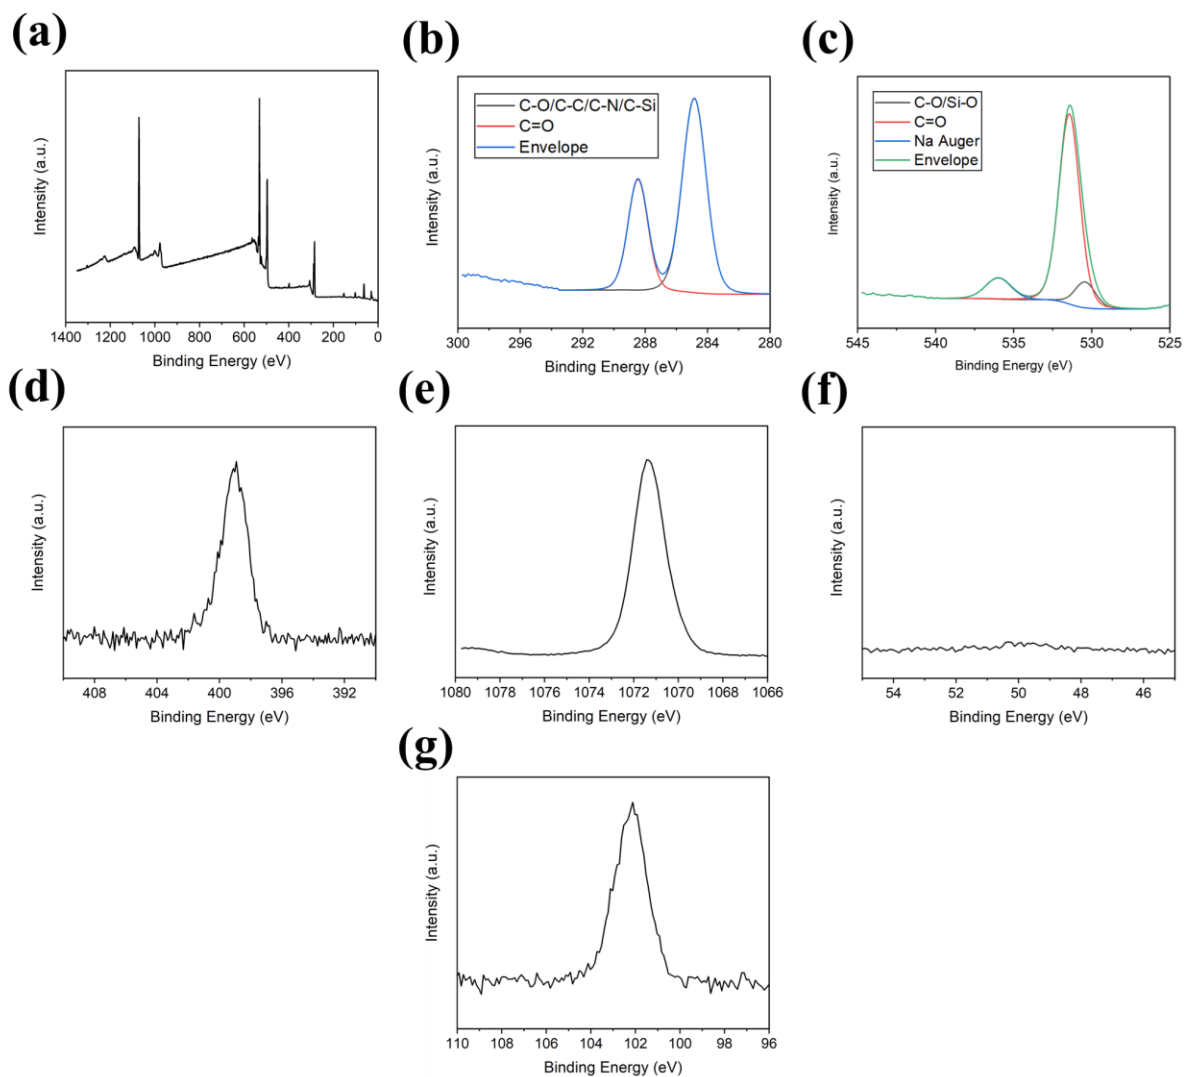 (a)
Intensity (a.u.)
1400 1200 1000 800 600 400 200 0
Binding Energy (eV)
(b)
C-O/C-C/C-N/C-Si
C=O
Envelope
Intensity (a.u.)
300 296 292 288 284 280
Binding Energy (eV)
(c)
C-O/Si-O
C=O
Na Auger
Envelope
Intensity (a.u.)
545 540 535 530 525
Binding Energy (eV)
(d)
Intensity (a.u.)
408 404 400 396 392
Binding Energy (eV)
(e)
Intensity (a.u.)
1080 1078 1076 1074 1072 1070 1068 1066
Binding Energy (eV)
(f)
Intensity (a.u.)
54 52 50 48 46
Binding Energy (eV)
(g)
Intensity (a.u.)
110 108 106 104 102 100 98 96
Binding Energy (eV)